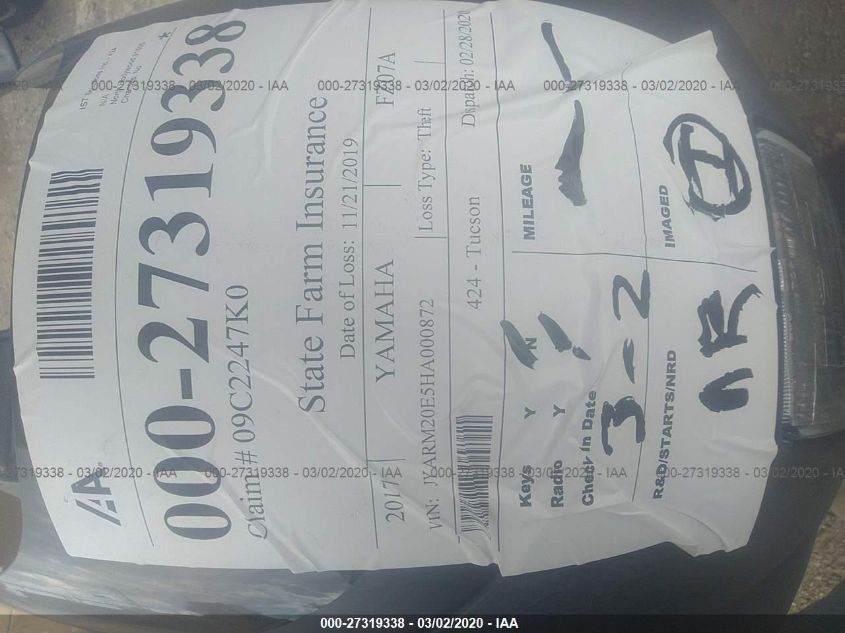 IAA
000-27319338
Claim # 09C2247K0
State Farm Insurance
Date of Loss: 11/21/2019
2017 YAMAHA FZ07A
VIN: JYARM20E5HA000872 Loss Type: Theft
424 - Tucson Dispatch: 02/28/2020
Keys Y N MILEAGE
Radio Y
Check In Date
3-2
R&D/STARTS/NRD IMAGED
000-27319338 - 03/02/2020 - IAA